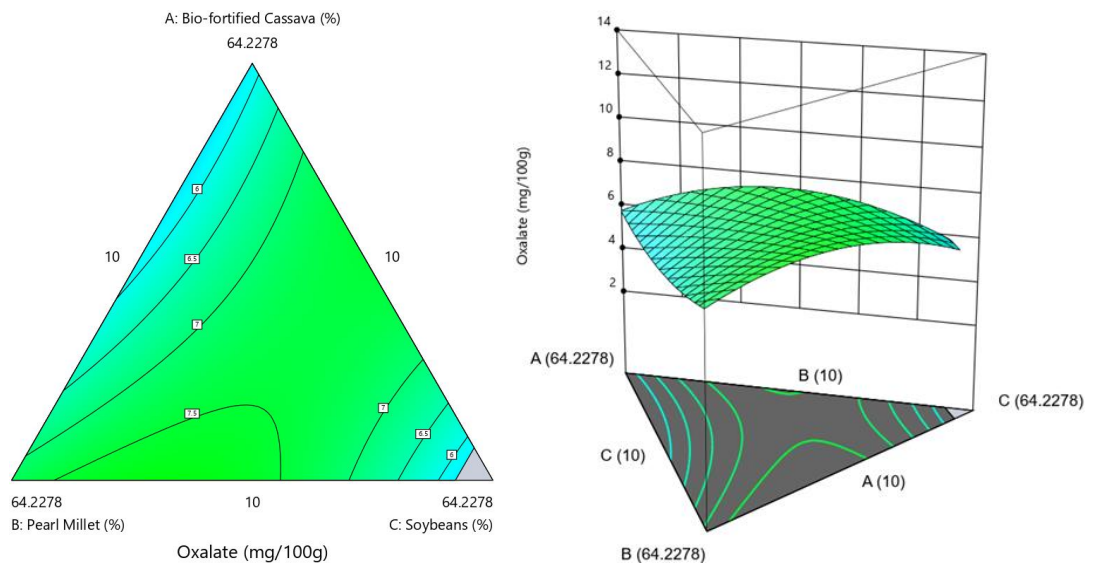 A: Bio-fortified Cassava (%)
64.2278
6
10
10
6.5
7
7
7.5
6.5
6
64.2278
10
64.2278
B: Pearl Millet (%)
C: Soybeans (%)
Oxalate (mg/100g)
14
12
10
8
6
4
2
Oxalate (mg/100g)
A (64.2278)
B (10)
C (64.2278)
C (10)
A (10)
B (64.2278)